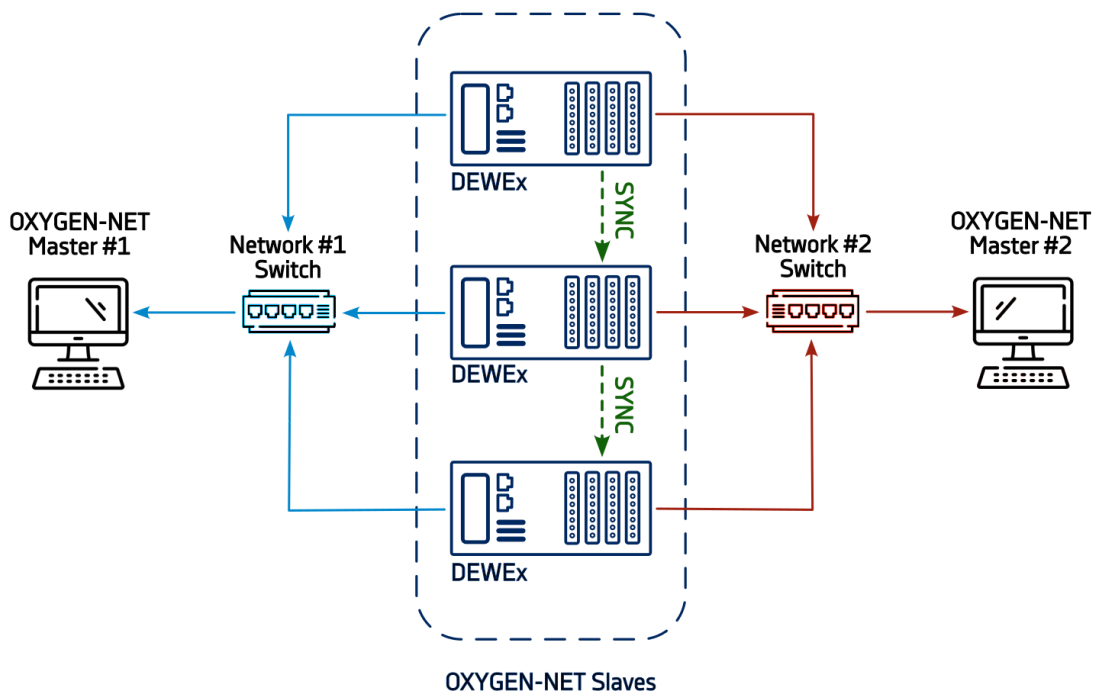 DEWEx
SYNC
OXYGEN-NET
Master #1
Network #1
Switch
DEWEx
Network #2
Switch
OXYGEN-NET
Master #2
SYNC
DEWEx
OXYGEN-NET Slaves